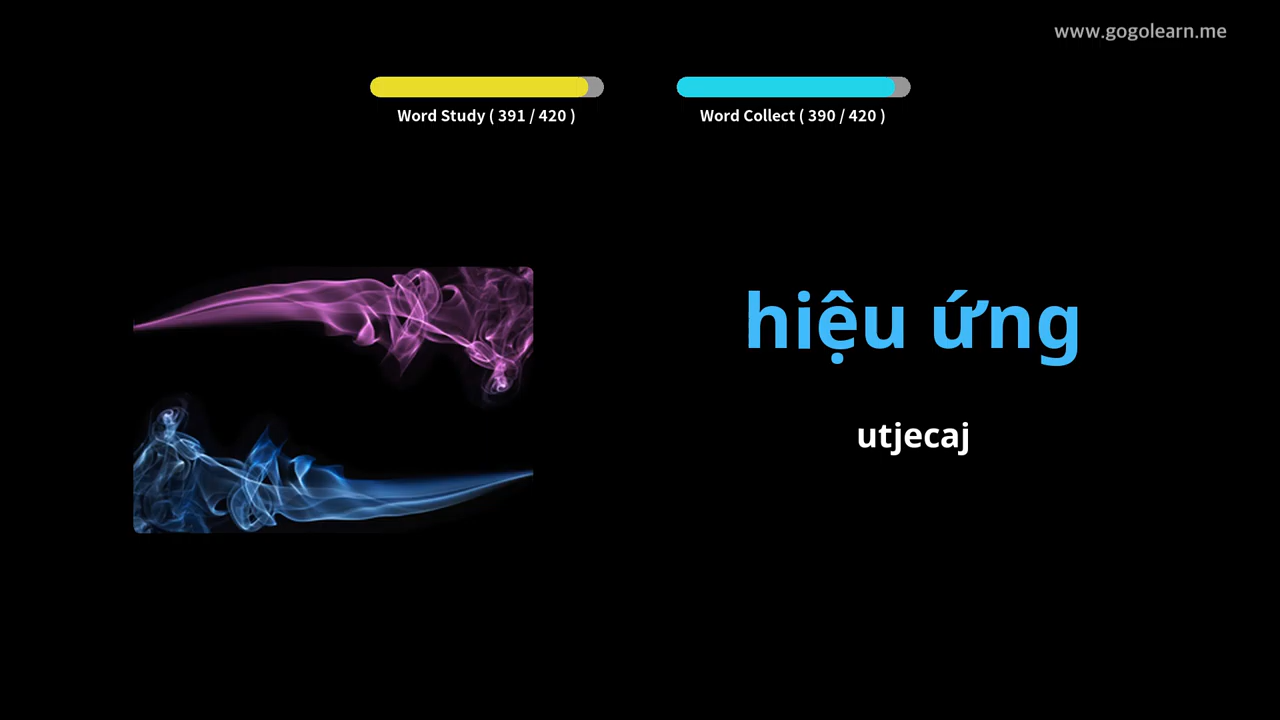 www.gogolearn.me
Word Study ( 391 / 420 )
Word Collect ( 390 / 420 )
hiệu ứng
utjecaj